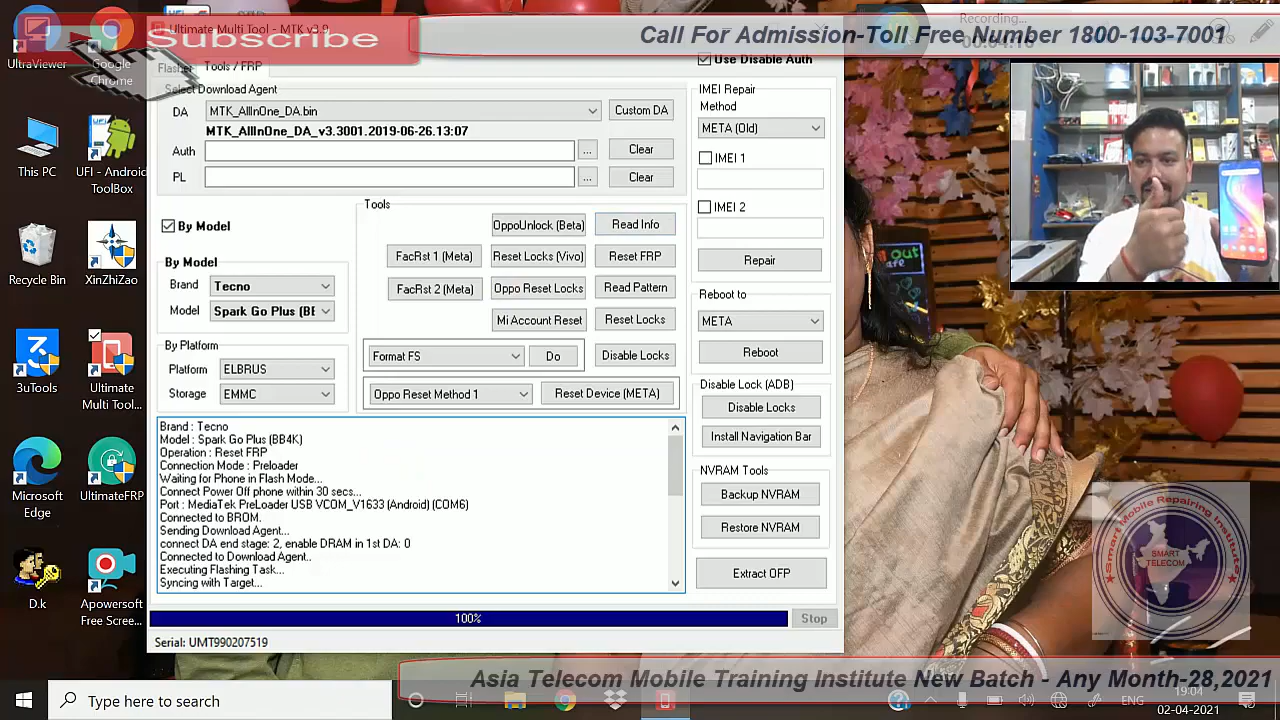 Ultimate Multi Tool - MTK v3.9
Recording...
Subscribe
Call For Admission-Toll Free Number 1800-103-7001
UltraViewer
Google
Chrome
This PC
UFI - Android
ToolBox
Recycle Bin
XinZhiZao
3uTools
Ultimate
Multi Tool...
Microsoft
Edge
UltimateFRP
D.k
Apowersoft
Free Scree...
Flasher
Tools / FRP
Select Download Agent
DA
MTK_AllInOne_DA.bin
Custom DA
MTK_AllInOne_DA_v3.3001.2019-06-26.13:07
Auth
...
Clear
PL
...
Clear
By Model
By Model
Brand
Tecno
Model
Spark Go Plus (BE
By Platform
Platform
ELBRUS
Storage
EMMC
Tools
OppoUnlock (Beta)
Read Info
FacRst 1 (Meta)
Reset Locks (Vivo)
Reset FRP
FacRst 2 (Meta)
Oppo Reset Locks
Read Pattern
Mi Account Reset
Reset Locks
Format FS
Do
Disable Locks
Oppo Reset Method 1
Reset Device (META)
Use Disable Auth
IMEI Repair
Method
META (Old)
IMEI 1
IMEI 2
Repair
Reboot to
META
Reboot
Disable Lock (ADB)
Disable Locks
Install Navigation Bar
NVRAM Tools
Backup NVRAM
Restore NVRAM
Extract OFP
Brand : Tecno
Model : Spark Go Plus (BB4K)
Operation : Reset FRP
Connection Mode : Preloader
Waiting for Phone in Flash Mode...
Connect Power Off phone within 30 secs...
Port : MediaTek PreLoader USB VCOM_V1633 (Android) (COM6)
Connected to BROM.
Sending Download Agent...
connect DA end stage: 2, enable DRAM in 1st DA: 0
Connected to Download Agent..
Executing Flashing Task...
Syncing with Target...
100%
Stop
Serial: UMT990207519
out
Smart Mobile Repairing Institute
SMART
TELECOM
Asia Telecom Mobile Training Institute New Batch - Any Month-28,2021
Type here to search
ENG
19:04
02-04-2021